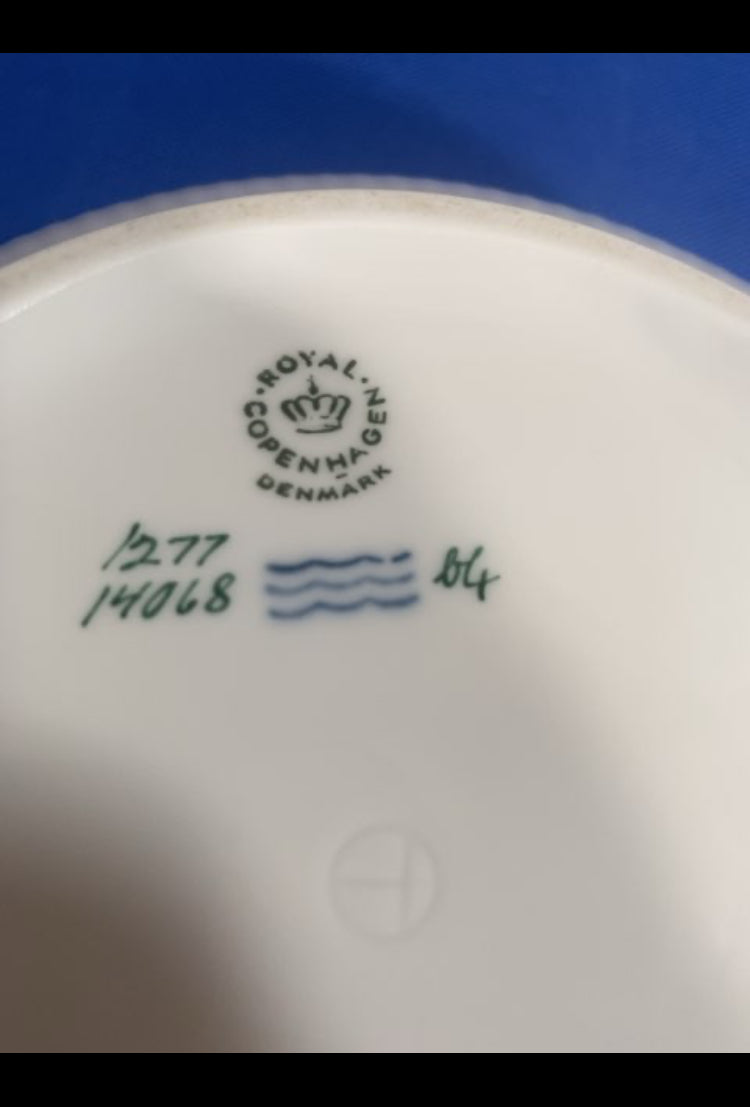 ROYAL
COPENHAGEN
DENMARK
1277
14068